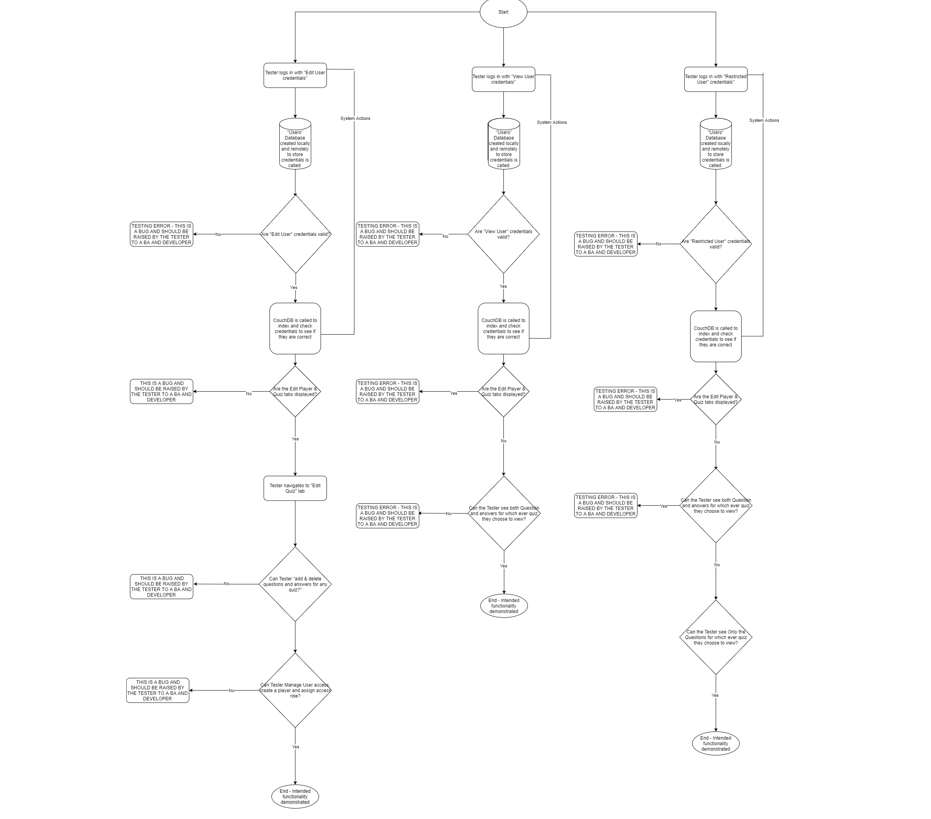 Start
Tester logs in with "Edit User
credentials"
Tester logs in with "View User
credentials"
Tester logs in with "Restricted
User" credentials"
System Actions
System Actions
System Actions
"Users"
Database
created locally
and remotely
to store
credentials is
called
"Users"
Database
created locally
and remotely
to store
credentials is
called
"Users"
Database
created locally
and remotely
to store
credentials is
called
TESTING ERROR - THIS IS
A BUG AND SHOULD BE
RAISED BY THE TESTER
TO A BA AND DEVELOPER
No
Are "Edit User" credentials valid?
TESTING ERROR - THIS IS
A BUG AND SHOULD BE
RAISED BY THE TESTER
TO A BA AND DEVELOPER
No
Are "View User" credentials
valid?
TESTING ERROR - THIS IS
A BUG AND SHOULD BE
RAISED BY THE TESTER
TO A BA AND DEVELOPER
No
Are "Restricted User" credentials
valid?
Yes
Yes
CouchDB is called to
index and check
credentials to see if
they are correct
CouchDB is called to
index and check
credentials to see if
they are correct
CouchDB is called to
index and check
credentials to see if
they are correct
THIS IS A BUG AND
SHOULD BE RAISED BY
THE TESTER TO A BA AND
DEVELOPER
No
Are the Edit Player &
Quiz tabs displayed?
TESTING ERROR - THIS IS
A BUG AND SHOULD BE
RAISED BY THE TESTER
TO A BA AND DEVELOPER
Yes
Are the Edit Player &
Quiz tabs displayed?
TESTING ERROR - THIS IS
A BUG AND SHOULD BE
RAISED BY THE TESTER
TO A BA AND DEVELOPER
Yes
Are the Edit Player &
Quiz tabs displayed?
Yes
No
No
Tester navigates to "Edit
Quiz" tab
TESTING ERROR - THIS IS
A BUG AND SHOULD BE
RAISED BY THE TESTER
TO A BA AND DEVELOPER
No
Can the Tester see both Question
and answers for which ever quiz
they choose to view?
TESTING ERROR - THIS IS
A BUG AND SHOULD BE
RAISED BY THE TESTER
TO A BA AND DEVELOPER
Yes
Can the Tester see both Question
and answers for which ever quiz
they choose to view?
Yes
No
THIS IS A BUG AND
SHOULD BE RAISED BY
THE TESTER TO A BA AND
DEVELOPER
No
Can Tester "add & delete
questions and answers for any
quiz?"
End - Intended
functionality
demonstrated
Can the Tester see Only the
Questions for which ever quiz
they choose to view?
THIS IS A BUG AND
SHOULD BE RAISED BY
THE TESTER TO A BA AND
DEVELOPER
No
Can Tester Manage User access,
create a player and assign access
role?
Yes
Yes
End - Intended
functionality
demonstrated
End - Intended
functionality
demonstrated